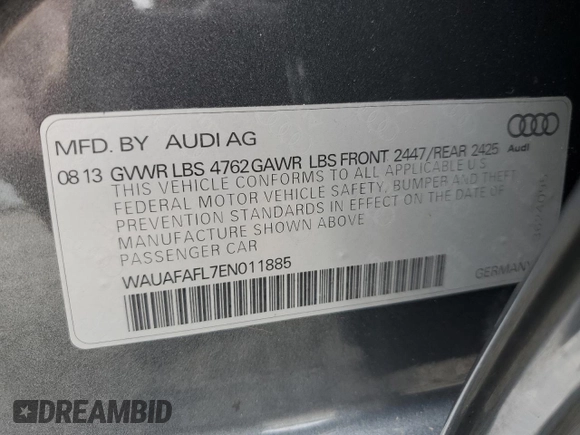 MFD. BY AUDI AG
Audi
08 13 GVWR LBS 4762 GAWR LBS FRONT 2447/REAR 2425
THIS VEHICLE CONFORMS TO ALL APPLICABLE U.S.
FEDERAL MOTOR VEHICLE SAFETY, BUMPER AND THEFT
PREVENTION STANDARDS IN EFFECT ON THE DATE OF
MANUFACTURE SHOWN ABOVE
PASSENGER CAR
WAUAFAFL7EN011885
GERMANY
DREAMBID